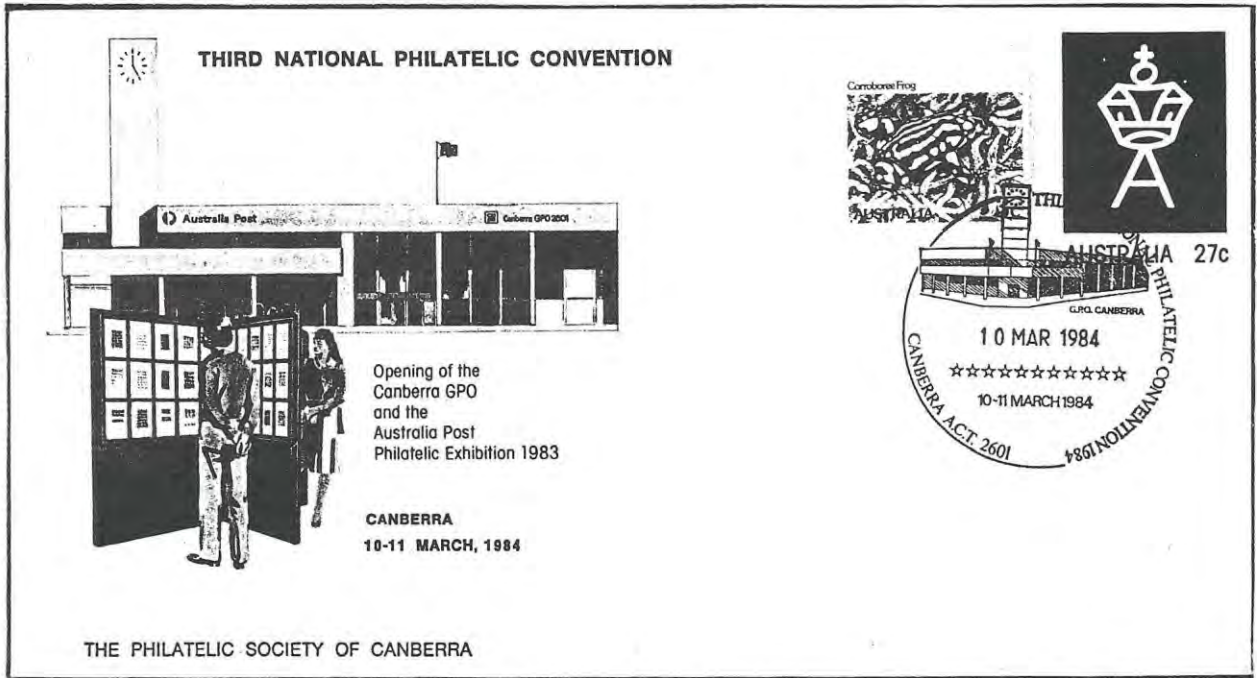 THIRD NATIONAL PHILATELIC CONVENTION
Australia Post
Canberra GPO 2601
Opening of the
Canberra GPO
and the
Australia Post
Philatelic Exhibition 1983
CANBERRA
10-11 MARCH, 1984
THE PHILATELIC SOCIETY OF CANBERRA
Corroboree Frog
AUSTRALIA
AUSTRALIA 27c
PHILATELIC CONVENTION 1984
G.P.O. CANBERRA
10 MAR 1984
☆☆☆☆☆☆☆☆☆☆☆
10-11 MARCH 1984
CANBERRA A.C.T. 2601